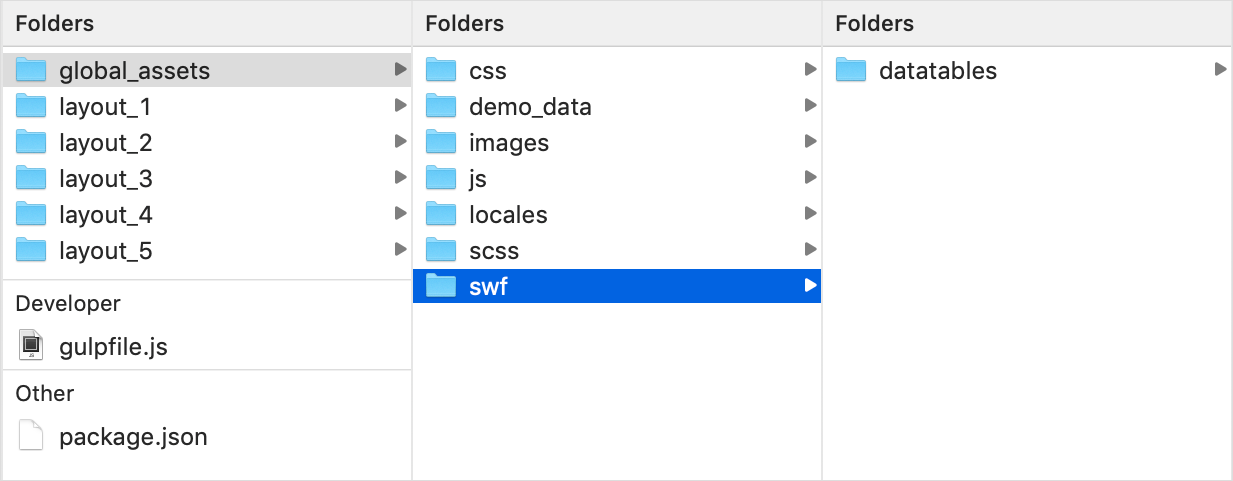 Folders
global_assets
layout_1
layout_2
layout_3
layout_4
layout_5
Developer
JS
gulpfile.js
Other
package.json
Folders
css
demo_data
images
js
locales
scss
swf
Folders
datatables